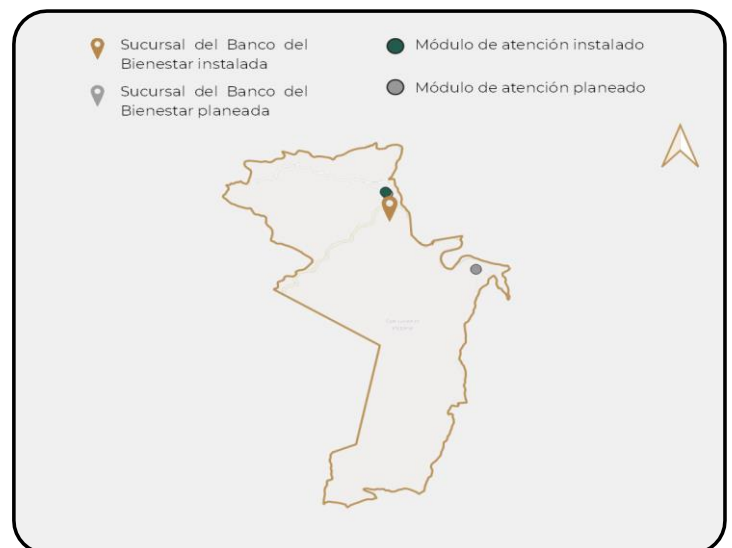 Sucursal del Banco del
Bienestar instalada
Sucursal del Banco del
Bienestar planeada
Módulo de atención instalado
Módulo de atención planeado